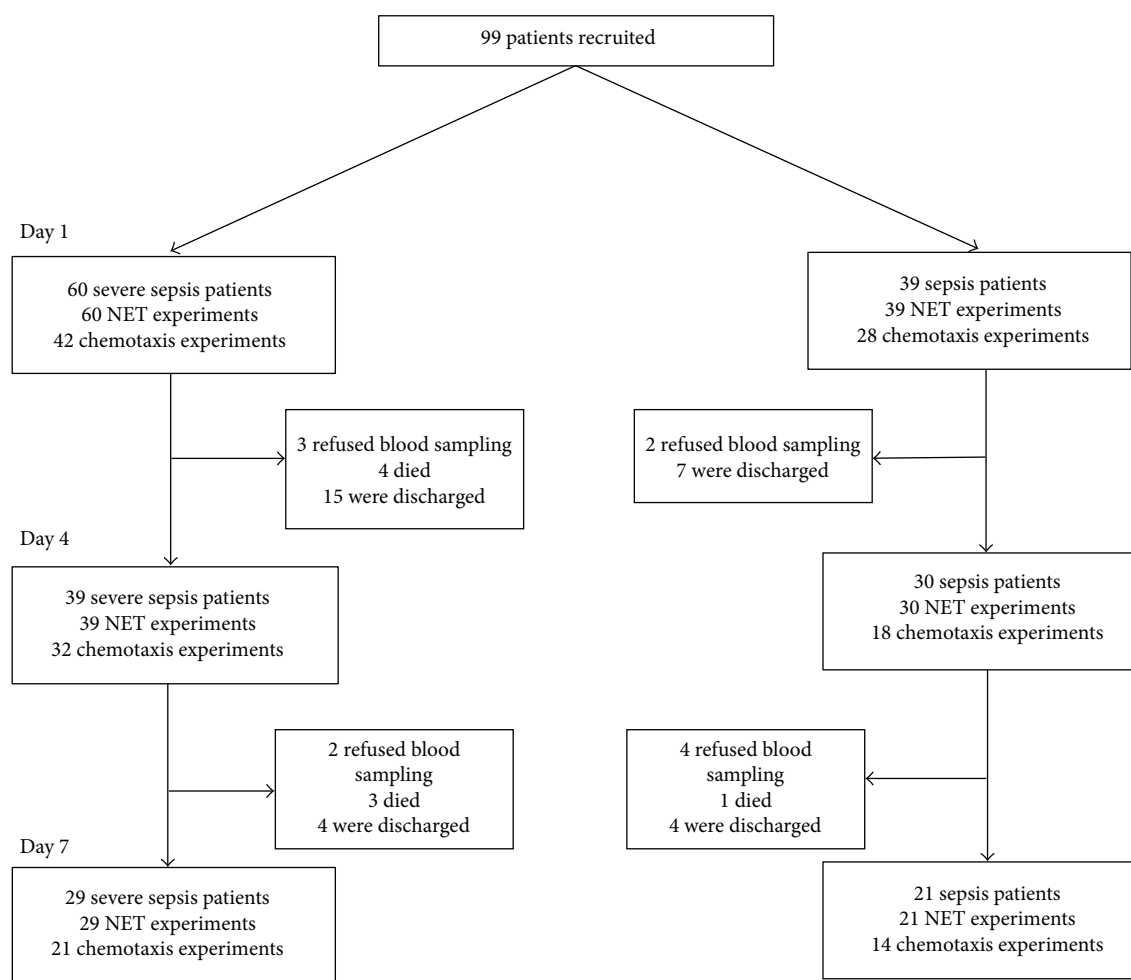 99 patients recruited
Day 1
60 severe sepsis patients
60 NET experiments
42 chemotaxis experiments
39 sepsis patients
39 NET experiments
28 chemotaxis experiments
3 refused blood sampling
4 died
15 were discharged
2 refused blood sampling
7 were discharged
Day 4
39 severe sepsis patients
39 NET experiments
32 chemotaxis experiments
30 sepsis patients
30 NET experiments
18 chemotaxis experiments
2 refused blood
sampling
3 died
4 were discharged
4 refused blood
sampling
1 died
4 were discharged
Day 7
29 severe sepsis patients
29 NET experiments
21 chemotaxis experiments
21 sepsis patients
21 NET experiments
14 chemotaxis experiments